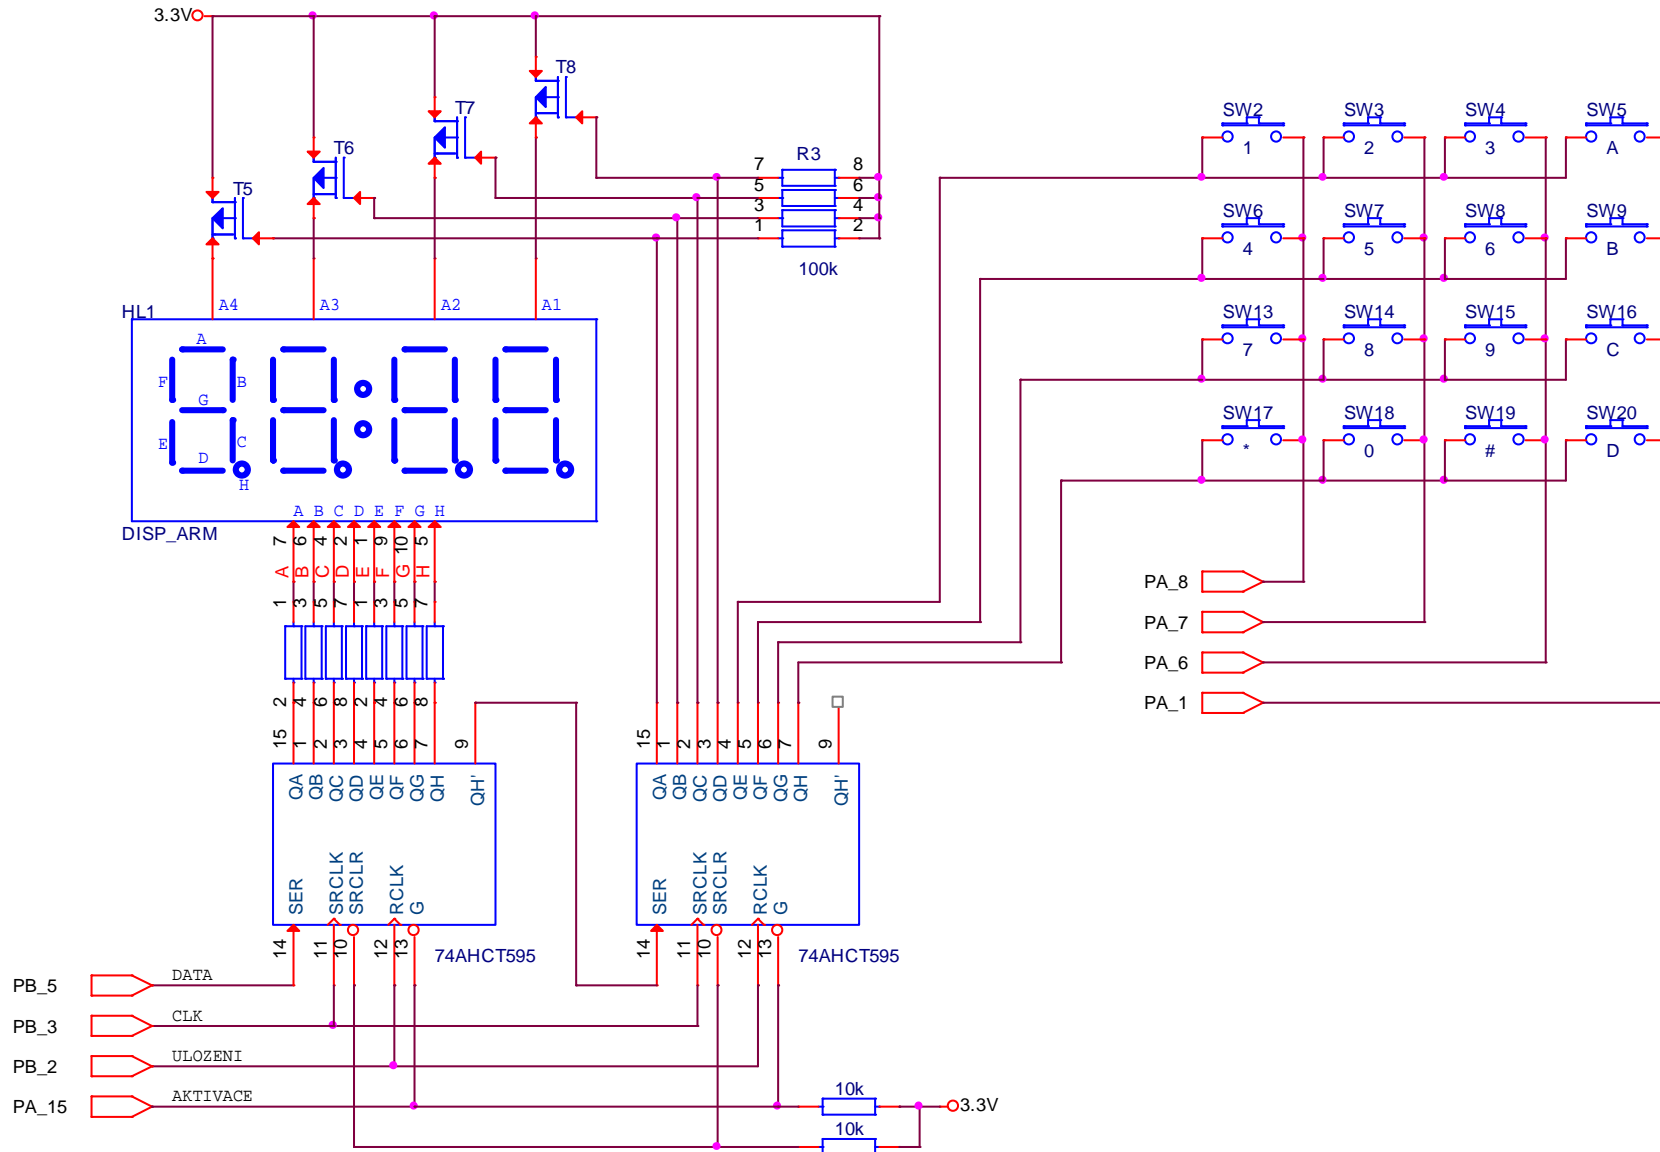 3.3V
T8
T7
T6
T5
R3
7 8
5 6
3 4
1 2
100k
SW2 SW3 SW4 SW5
1 2 3 A
SW6 SW7 SW8 SW9
4 5 6 B
SW13 SW14 SW15 SW16
7 8 9 C
SW17 SW18 SW19 SW20
* 0 # D
HL1
A4 A3 A2 A1
A
F B
G
E C
D
H
A B C D E F G H
DISP_ARM
7 6 4 2 1 9 10 5
A B C D E F G H
1 3 5 7 1 3 5 7
2 4 6 8 2 4 6 8
15 1 2 3 4 5 6 7 9
QA QB QC QD QE QF QG QH QH'
SER SRCLK SRCLR RCLK G
14 11 10 12 13
74AHCT595
15 1 2 3 4 5 6 7 9
QA QB QC QD QE QF QG QH QH'
SER SRCLK SRCLR RCLK G
14 11 10 12 13
74AHCT595
PA_8
PA_7
PA_6
PA_1
PB_5 DATA
PB_3 CLK
PB_2 ULOZENI
PA_15 AKTIVACE
10k
3.3V
10k